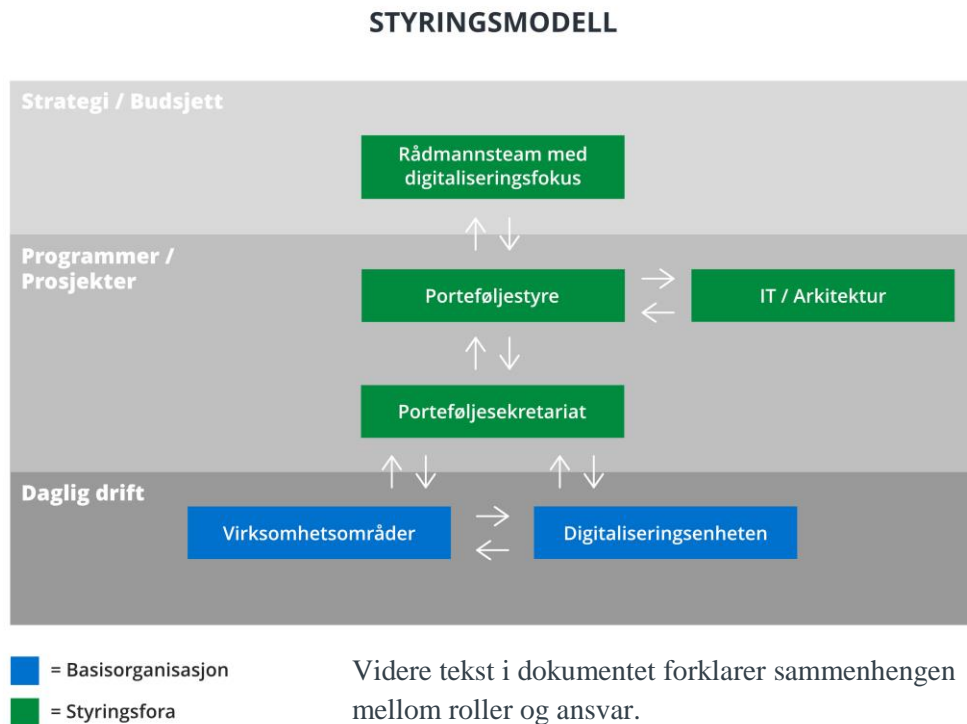 STYRINGSMODELL
Strategi / Budsjett
Rådmannsteam med
digitaliseringsfokus
Programmer /
Prosjekter
Porteføljestyre
IT / Arkitektur
Porteføljesekretariat
Daglig drift
Virksomhetsområder
Digitaliseringsenheten
= Basisorganisasjon
= Styringsfora
Videre tekst i dokumentet forklarer sammenhengen
mellom roller og ansvar.